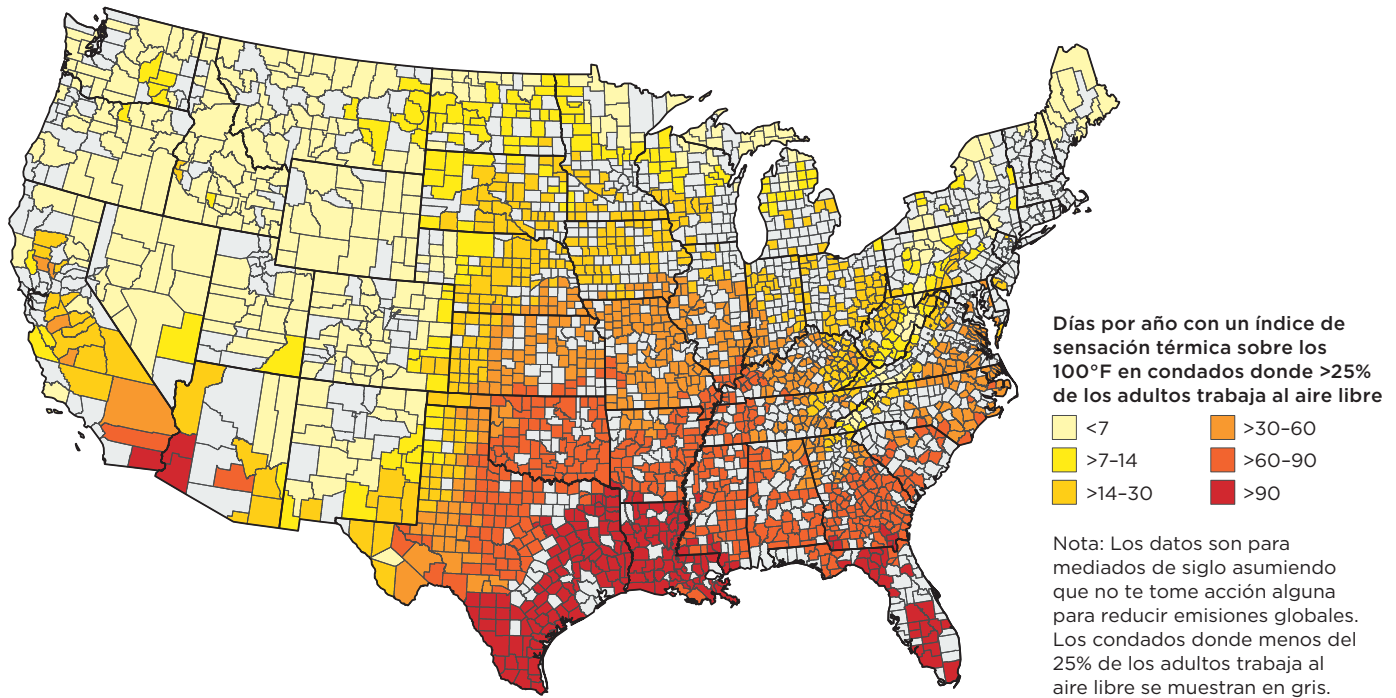 Días por año con un índice de
sensación térmica sobre los
100°F en condados donde >25%
de los adultos trabaja al aire libre
<7
>7–14
>14–30
>30–60
>60–90
>90
Nota: Los datos son para
mediados de siglo asumiendo
que no te tome acción alguna
para reducir emisiones globales.
Los condados donde menos del
25% de los adultos trabaja al
aire libre se muestran en gris.